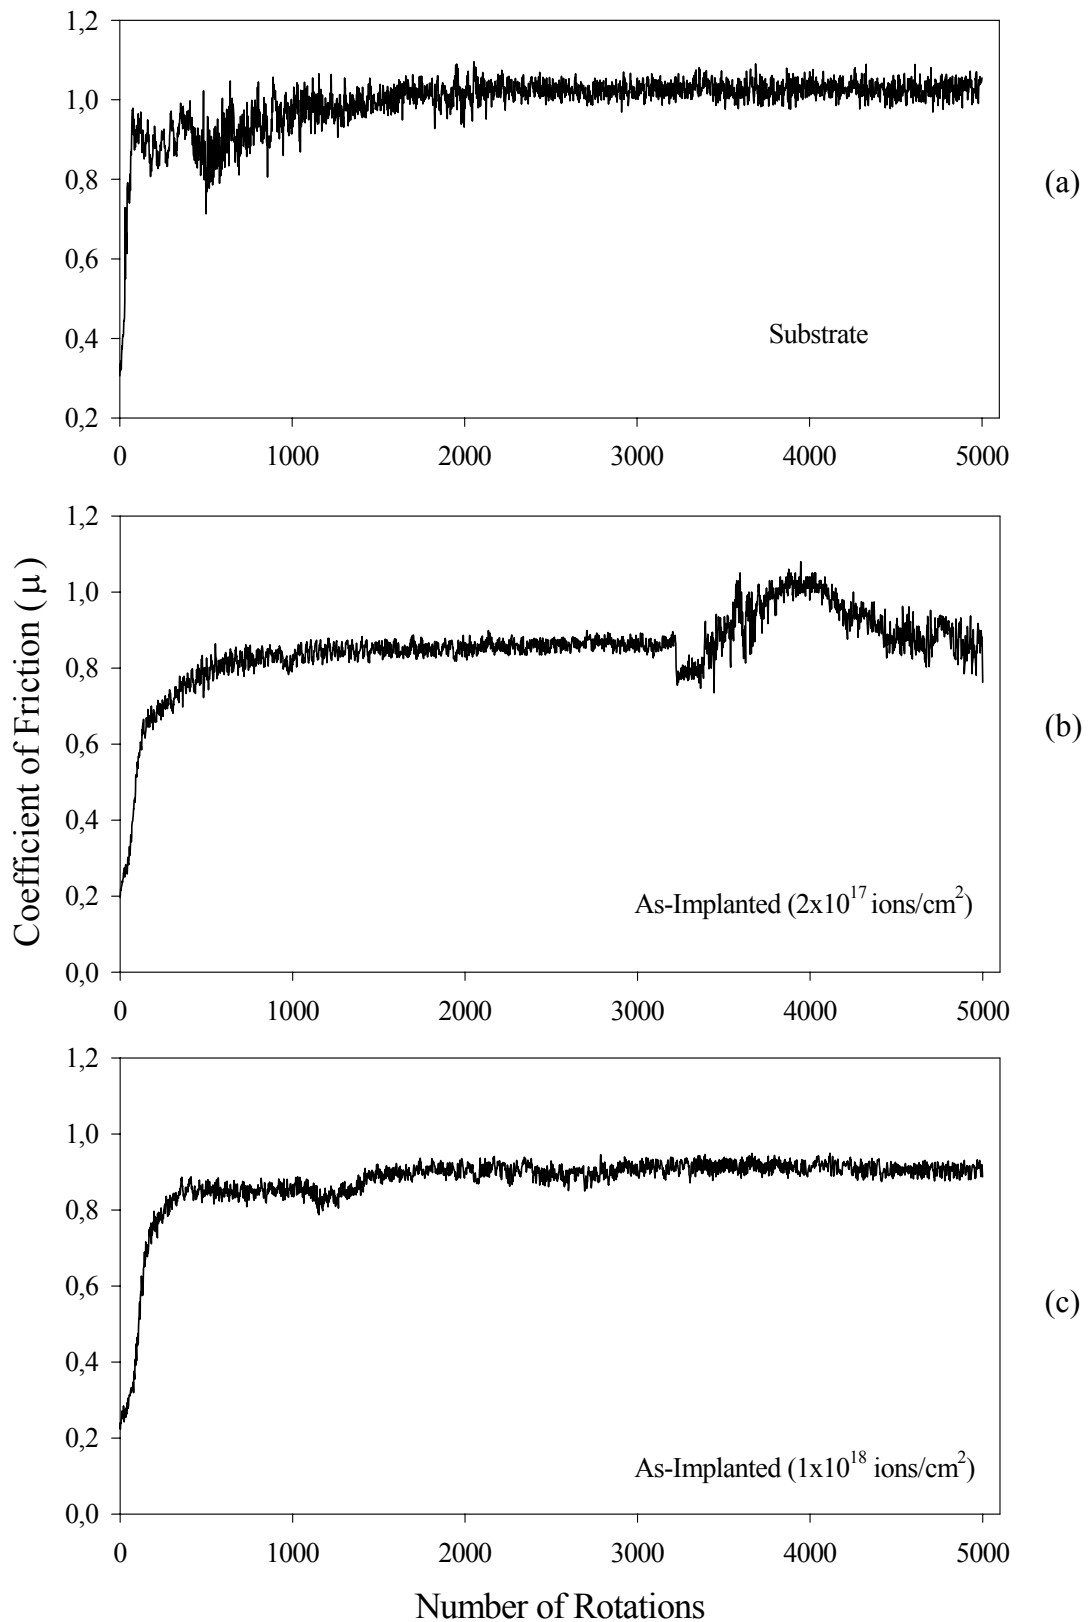 1,2
1,0
0,8
0,6
0,4
0,2
0 1000 2000 3000 4000 5000
Substrate
(a)
1,2
1,0
0,8
0,6
0,4
0,2
0,0
0 1000 2000 3000 4000 5000
As-Implanted (2x10¹⁷ ions/cm²)
(b)
Coefficient of Friction (μ)
1,2
1,0
0,8
0,6
0,4
0,2
0,0
0 1000 2000 3000 4000 5000
As-Implanted (1x10¹⁸ ions/cm²)
(c)
Number of Rotations